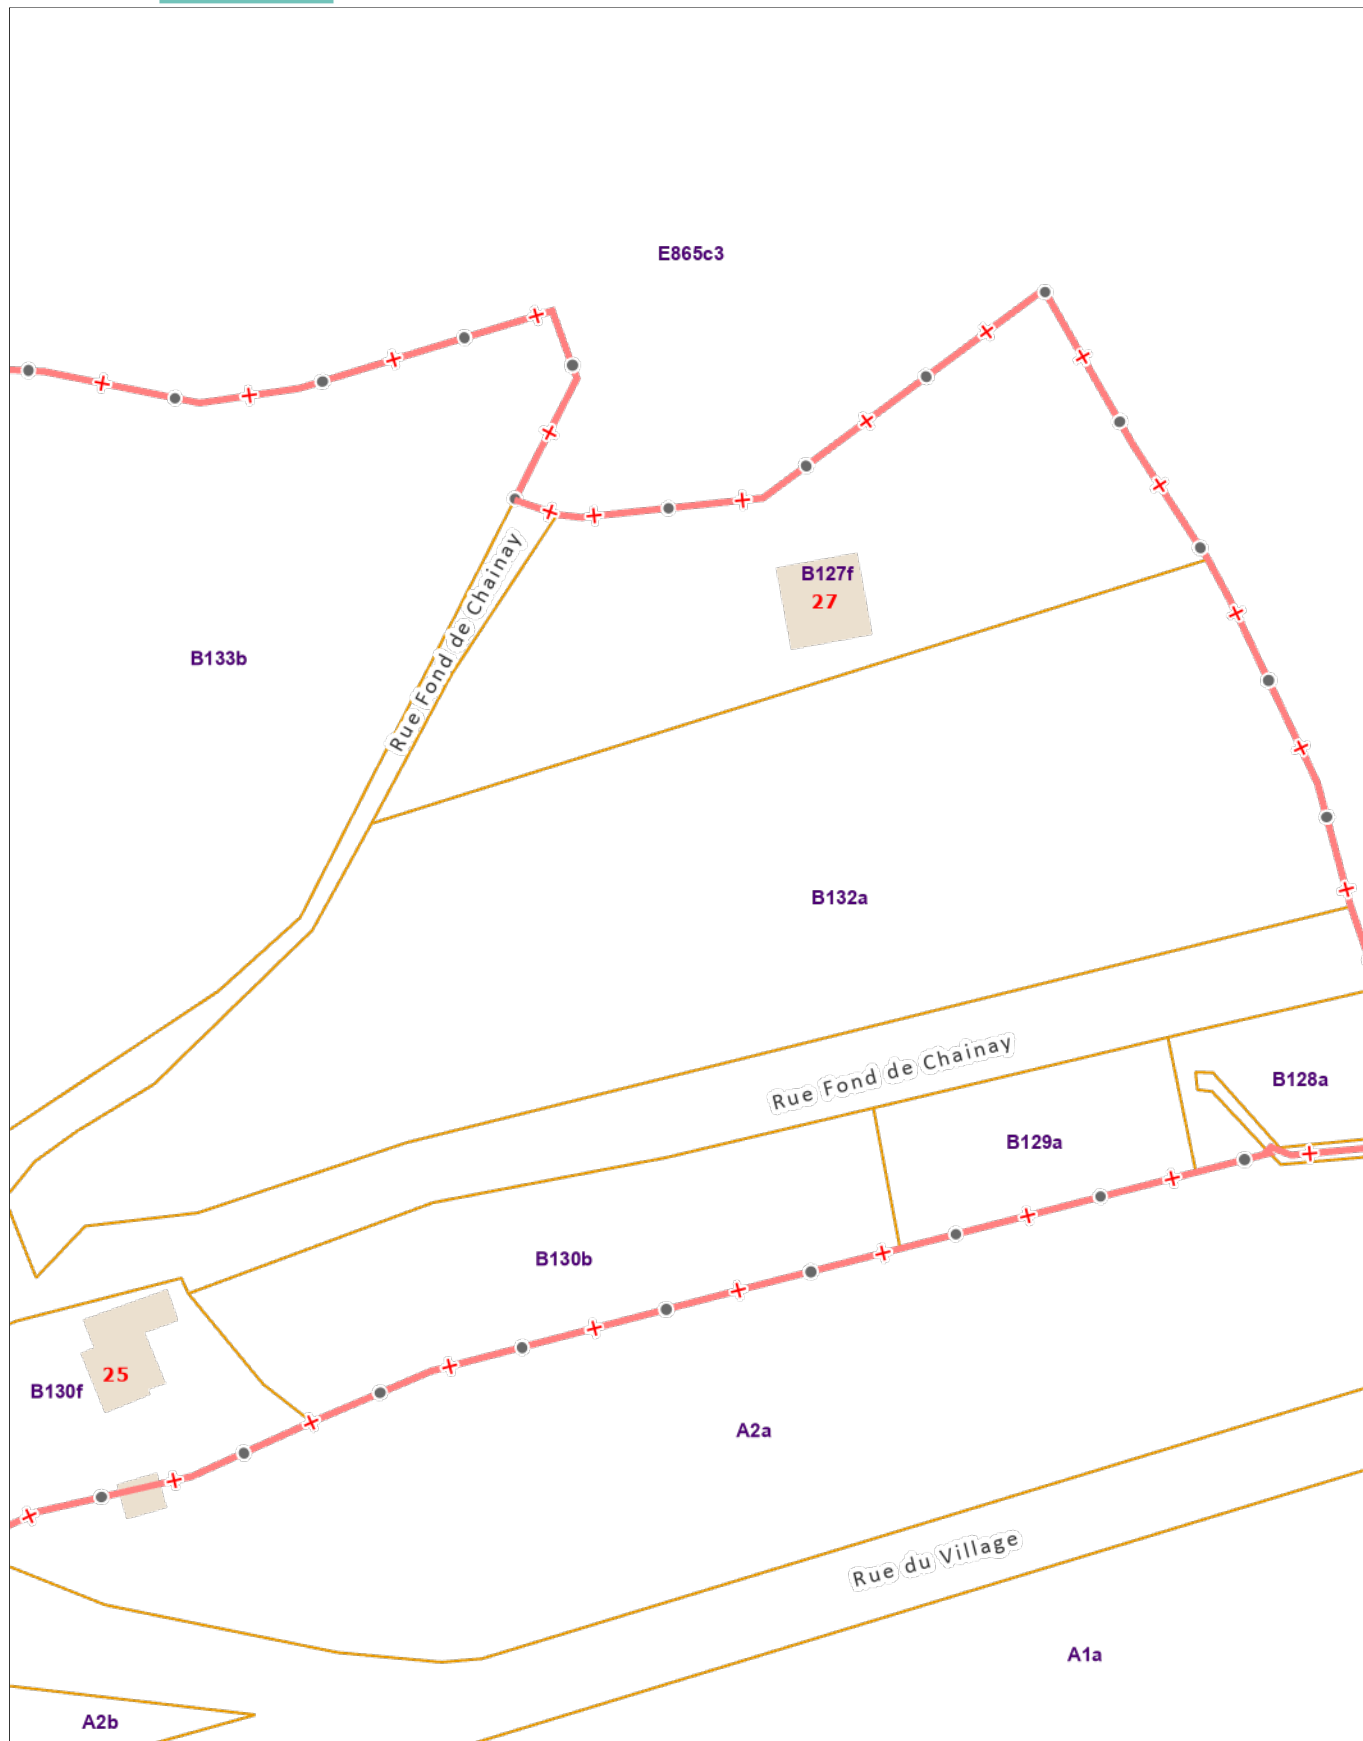 E865c3
Rue Fond de Chainay
B127f
27
B133b
B132a
Rue Fond de Chainay
B128a
B129a
B130b
25
B130f
A2a
Rue du Village
A1a
A2b